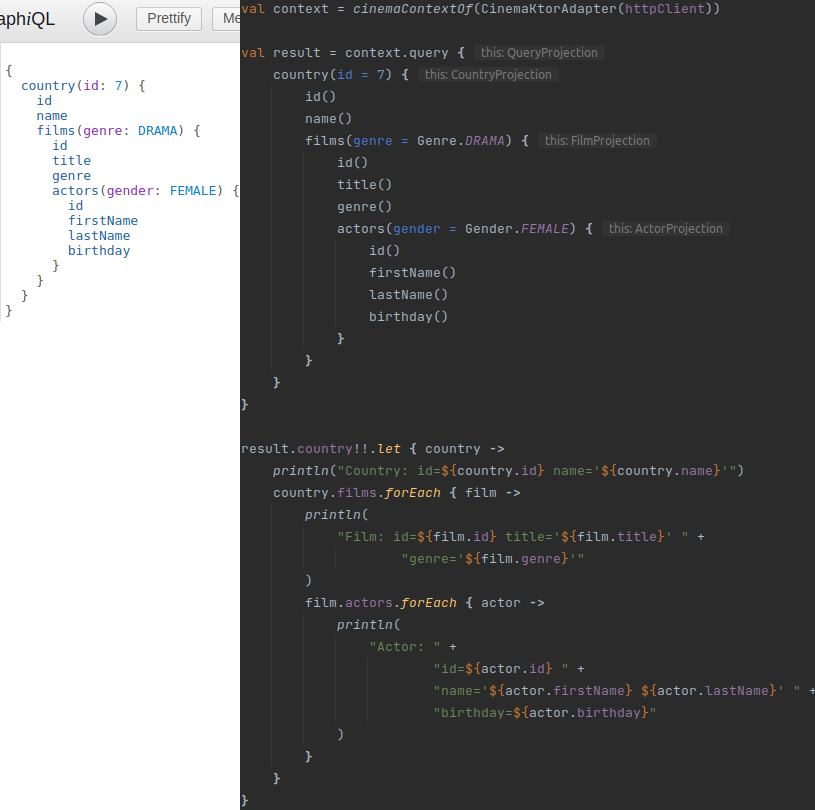 aphiQL
Prettify
Me
{
  country(id: 7) {
    id
    name
    films(genre: DRAMA) {
      id
      title
      genre
      actors(gender: FEMALE) {
        id
        firstName
        lastName
        birthday
      }
    }
  }
}
val context = cinemaContextOf(CinemaKtorAdapter(httpClient))
val result = context.query { this: QueryProjection
    country(id = 7) { this: CountryProjection
        id()
        name()
        films(genre = Genre.DRAMA) { this: FilmProjection
            id()
            title()
            genre()
            actors(gender = Gender.FEMALE) { this: ActorProjection
                id()
                firstName()
                lastName()
                birthday()
            }
        }
    }
}
result.country!!.let { country ->
    println("Country: id=${country.id} name='${country.name}'")
    country.films.forEach { film ->
        println(
            "Film: id=${film.id} title='${film.title}' " +
                    "genre='${film.genre}'"
        )
        film.actors.forEach { actor ->
            println(
                "Actor: " +
                        "id=${actor.id} " +
                        "name='${actor.firstName} ${actor.lastName}' " +
                        "birthday=${actor.birthday}"
            )
        }
    }
}